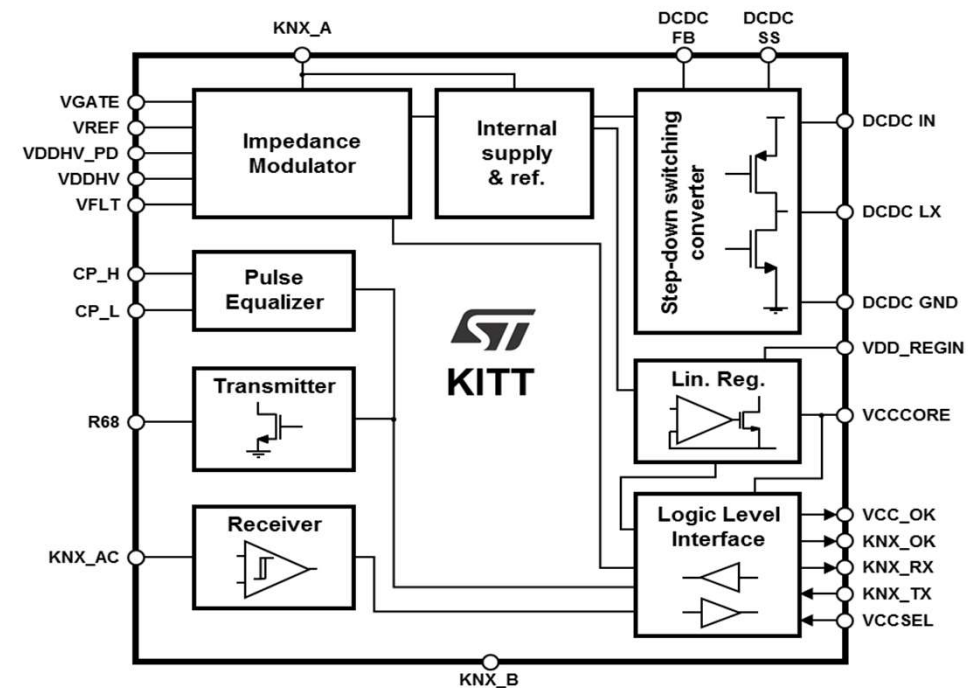 KNX_A
DCDC
FB
DCDC
SS
VGATE
VREF
VDDHV_PD
VDDHV
VFLT
Impedance
Modulator
Internal
supply
& ref.
Step-down switching
converter
DCDC IN
DCDC LX
DCDC GND
CP_H
CP_L
Pulse
Equalizer
ST
KITT
VDD_REGIN
Lin. Reg.
VCCCORE
R68
Transmitter
KNX_AC
Receiver
Logic Level
Interface
VCC_OK
KNX_OK
KNX_RX
KNX_TX
VCCSEL
KNX_B